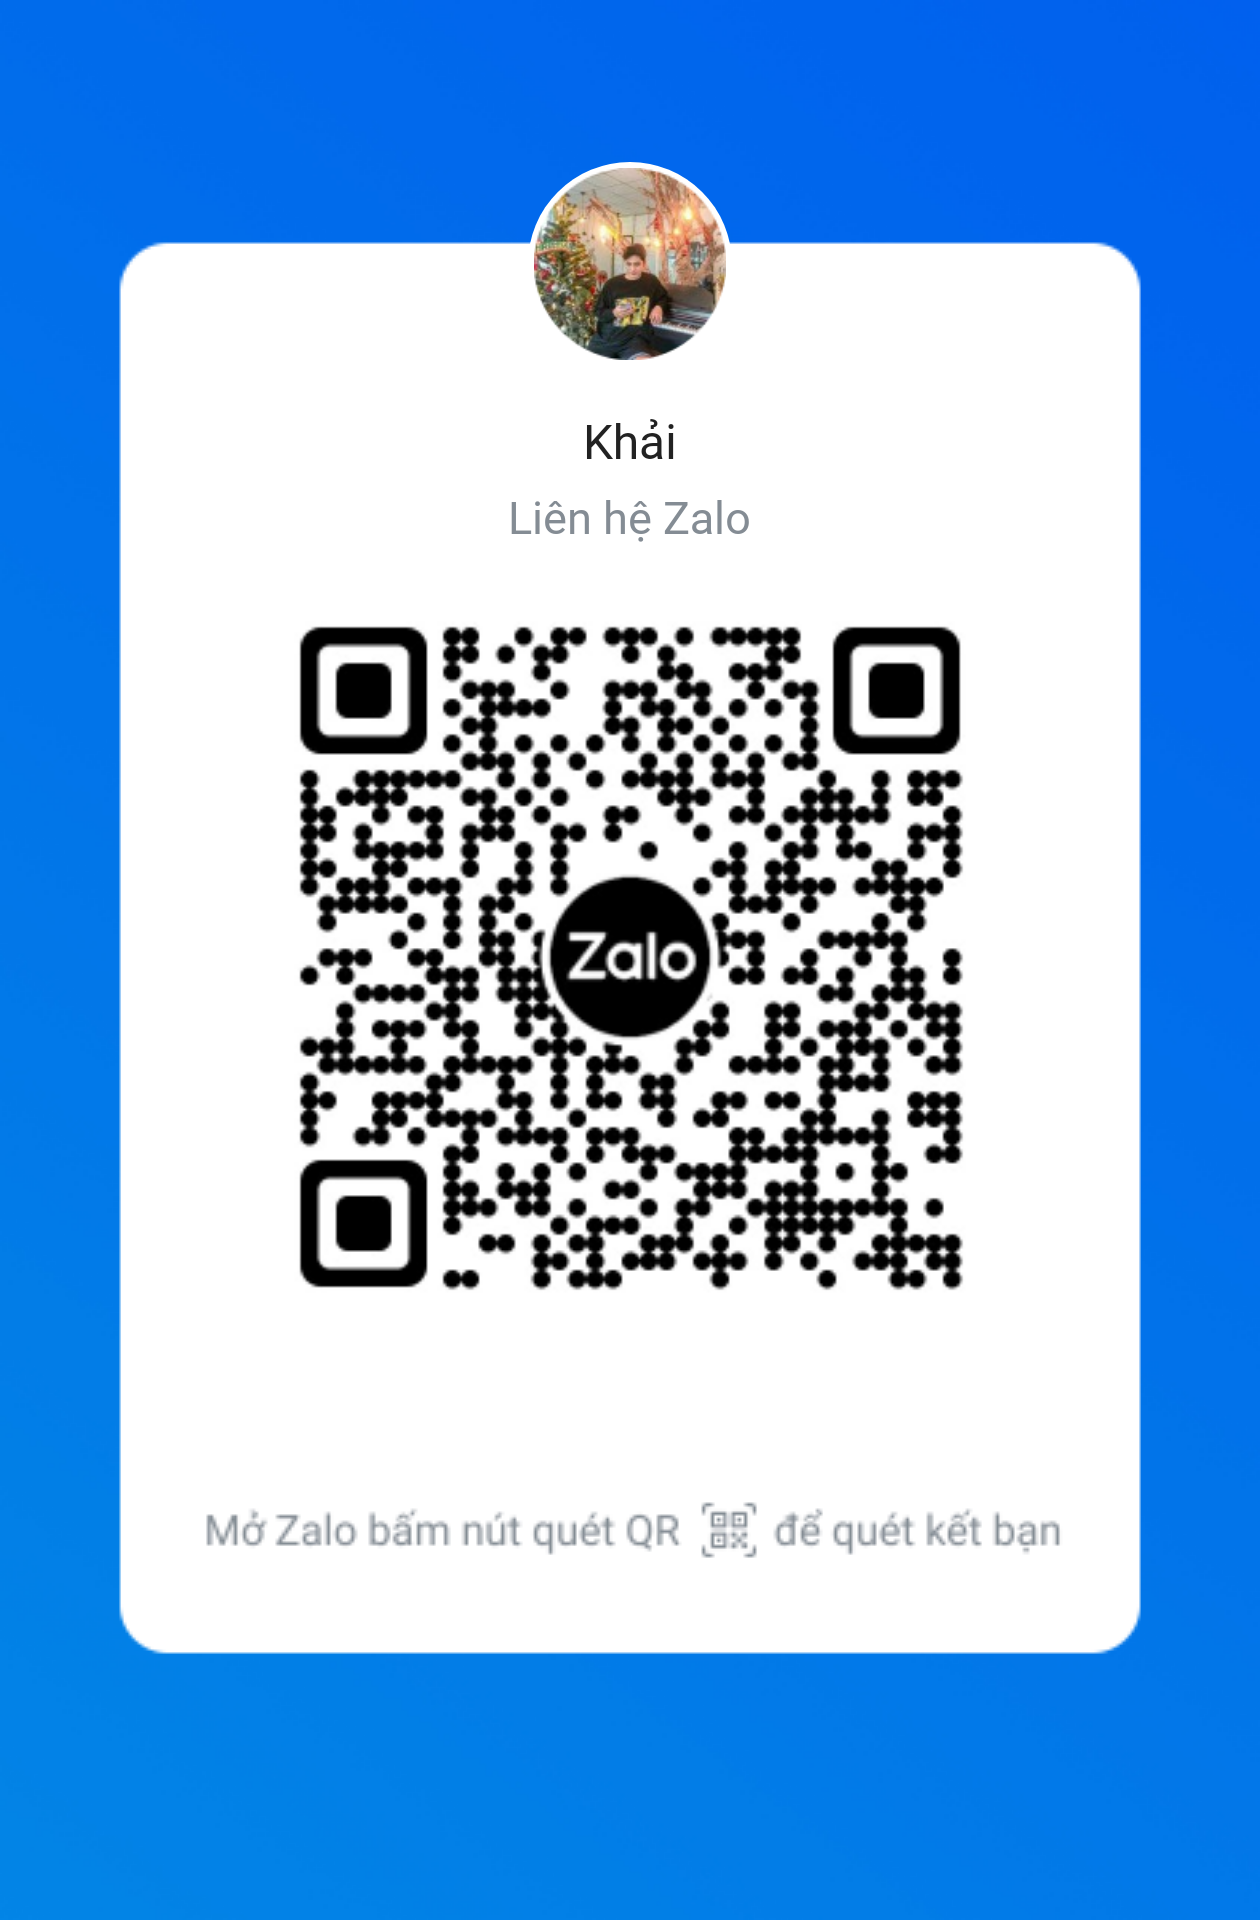 Khải
Liên hệ Zalo
Zalo
Mở Zalo bấm nút quét QR để quét kết bạn